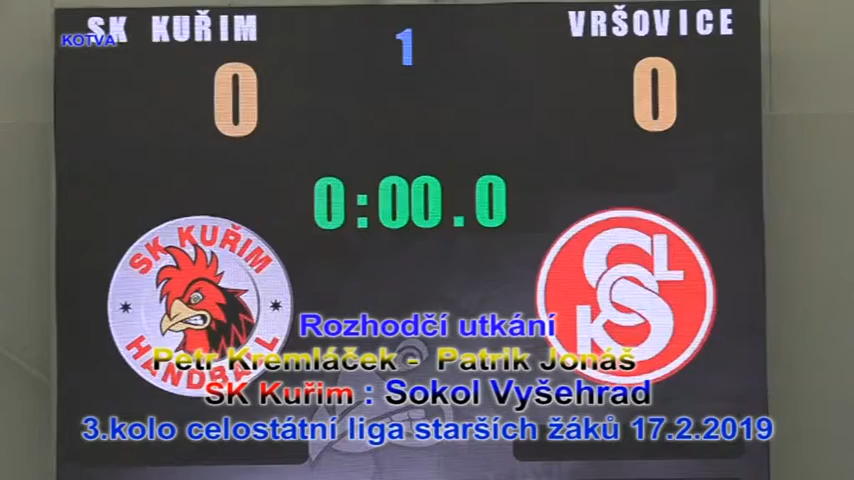 SK KUŘIM
KOTVA
1
VRŠOVICE
0
0
0:00.0
SK KUŘIM
HANDBALL
SOKOL
Rozhodčí utkání
Petr Kremláček - Patrik Jonáš
SK Kuřim : Sokol Vyšehrad
3.kolo celostátní liga starších žáků 17.2.2019